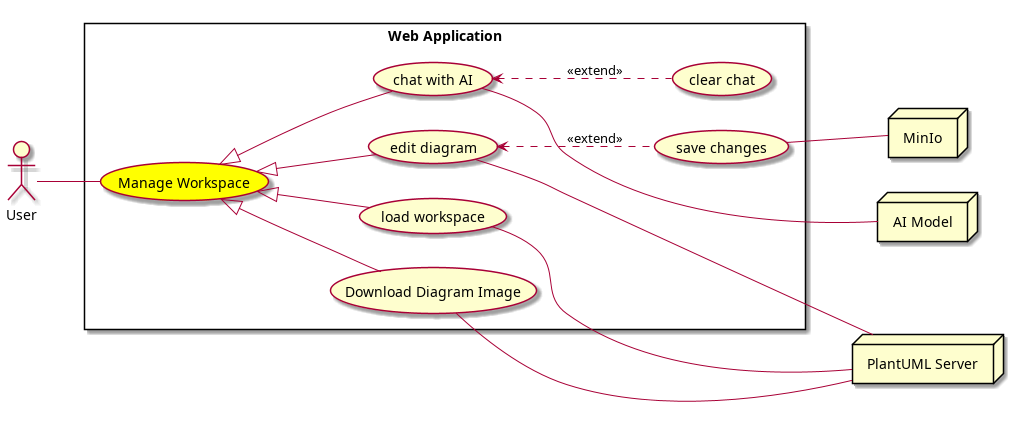 Web Application
chat with AI
«extend»
clear chat
edit diagram
«extend»
save changes
MinIo
User
Manage Workspace
load workspace
AI Model
Download Diagram Image
PlantUML Server